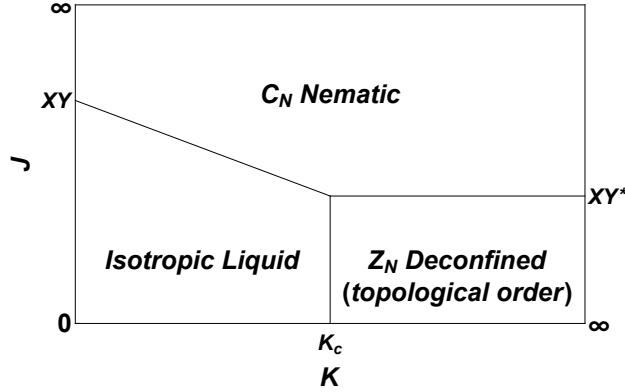 ∞
XY
C_N Nematic
J
XY*
Isotropic Liquid
Z_N Deconfined
(topological order)
0
∞
K_c
K